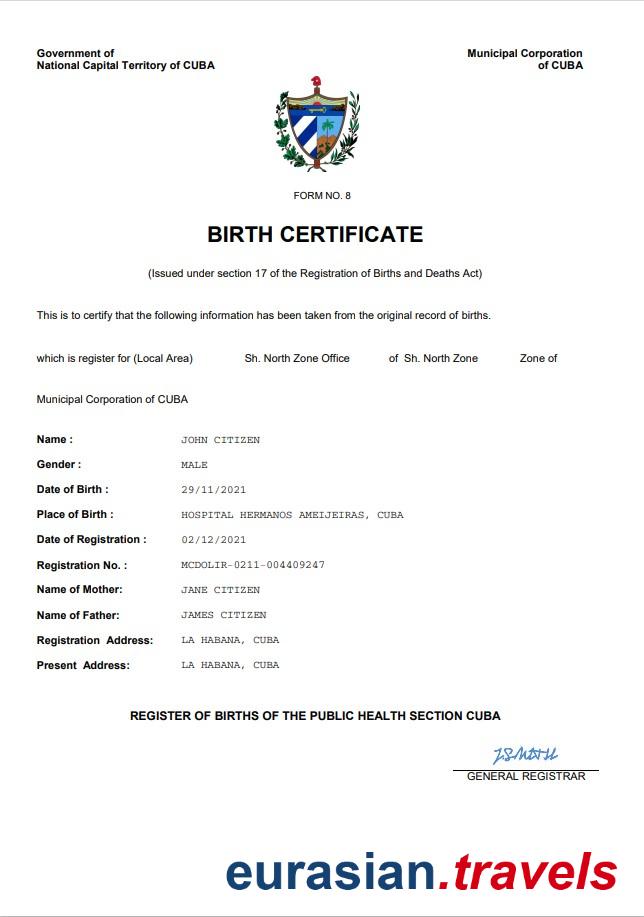 Government of
National Capital Territory of CUBA
Municipal Corporation
of CUBA
FORM NO. 8
BIRTH CERTIFICATE
(Issued under section 17 of the Registration of Births and Deaths Act)
This is to certify that the following information has been taken from the original record of births.
which is register for (Local Area) Sh. North Zone Office of Sh. North Zone Zone of
Municipal Corporation of CUBA
Name : JOHN CITIZEN
Gender : MALE
Date of Birth : 29/11/2021
Place of Birth : HOSPITAL HERMANOS AMEIJEIRAS, CUBA
Date of Registration : 02/12/2021
Registration No. : MCDOLIR-0211-004409247
Name of Mother: JANE CITIZEN
Name of Father: JAMES CITIZEN
Registration Address: LA HABANA, CUBA
Present Address: LA HABANA, CUBA
REGISTER OF BIRTHS OF THE PUBLIC HEALTH SECTION CUBA
GENERAL REGISTRAR
eurasian.travels